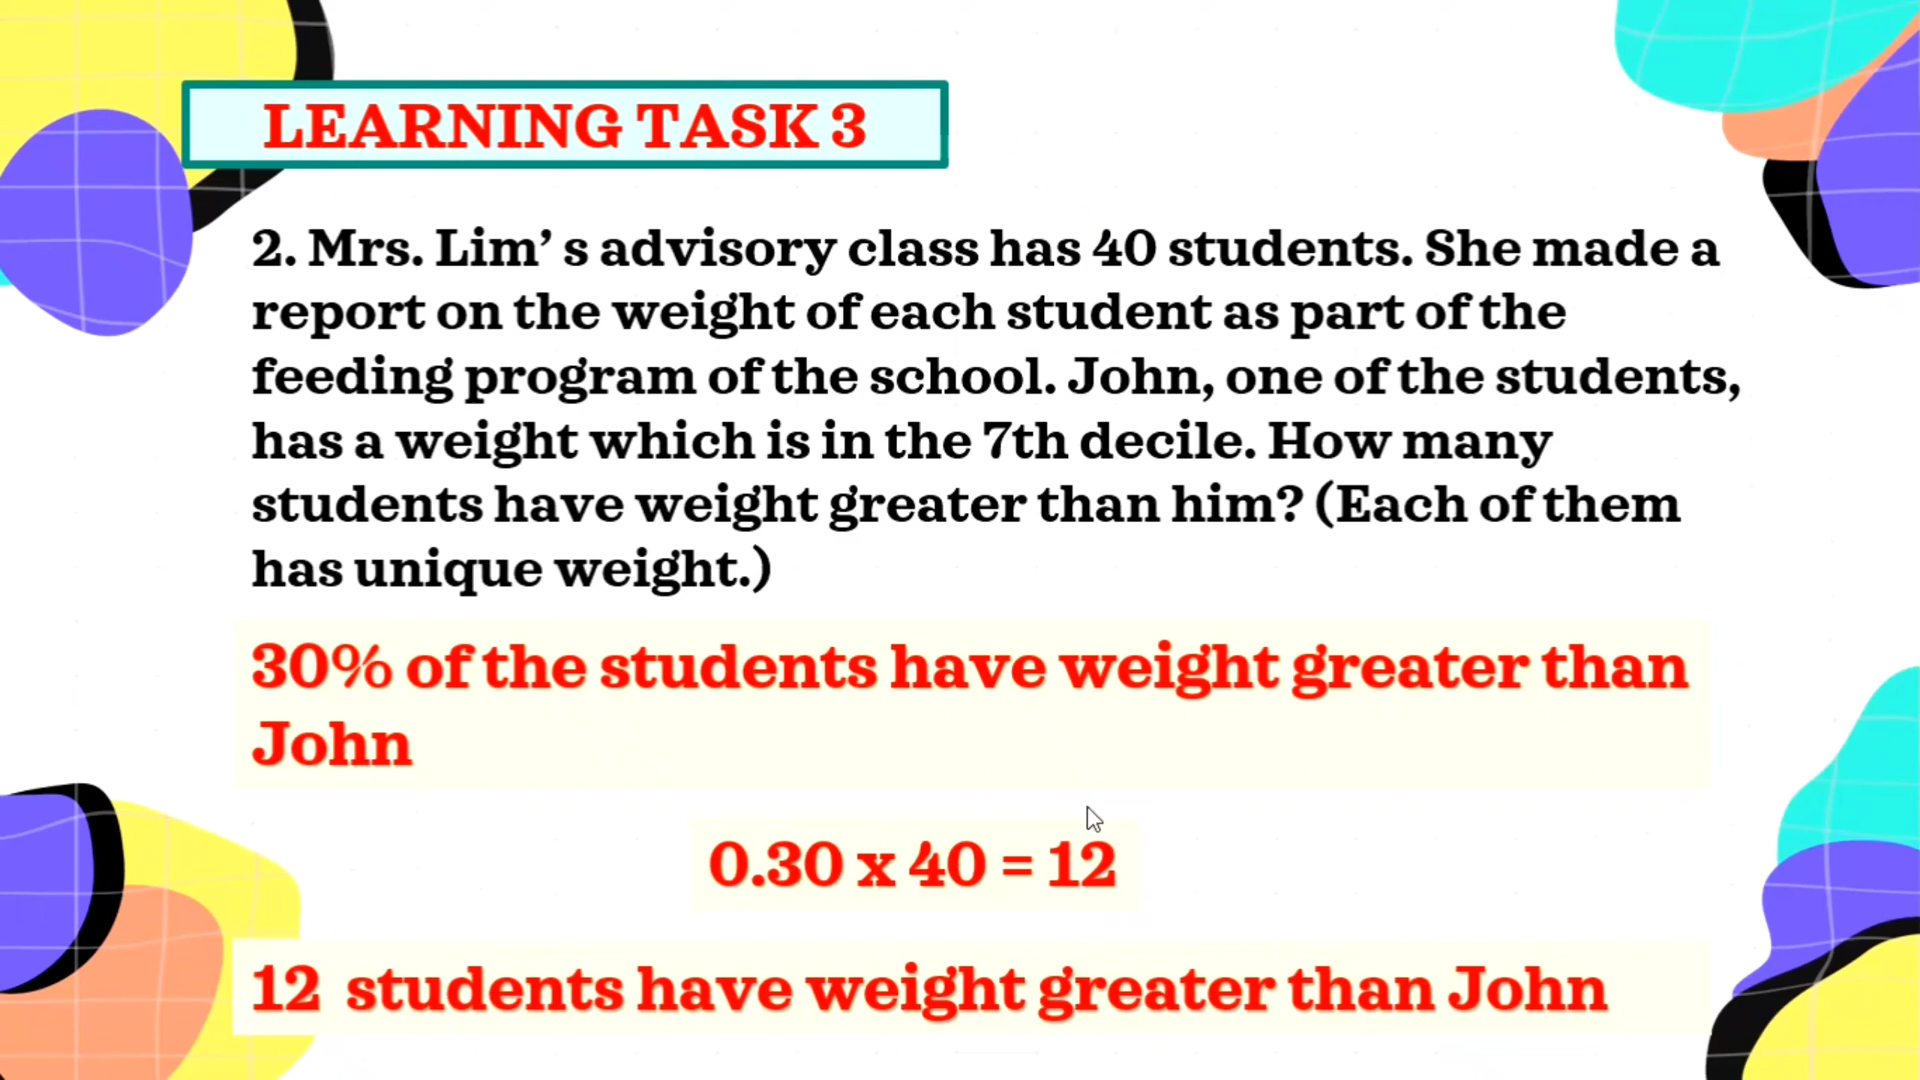 LEARNING TASK 3
2. Mrs. Lim’ s advisory class has 40 students. She made a
report on the weight of each student as part of the
feeding program of the school. John, one of the students,
has a weight which is in the 7th decile. How many
students have weight greater than him? (Each of them
has unique weight.)
30% of the students have weight greater than
John
0.30 x 40 = 12
12 students have weight greater than John